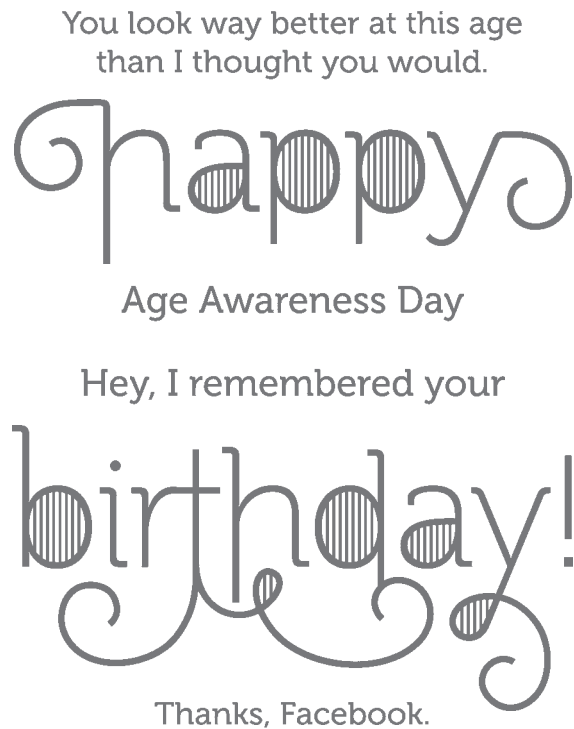 You look way better at this age
than I thought you would.
happy
Age Awareness Day
Hey, I remembered your
birthday!
Thanks, Facebook.